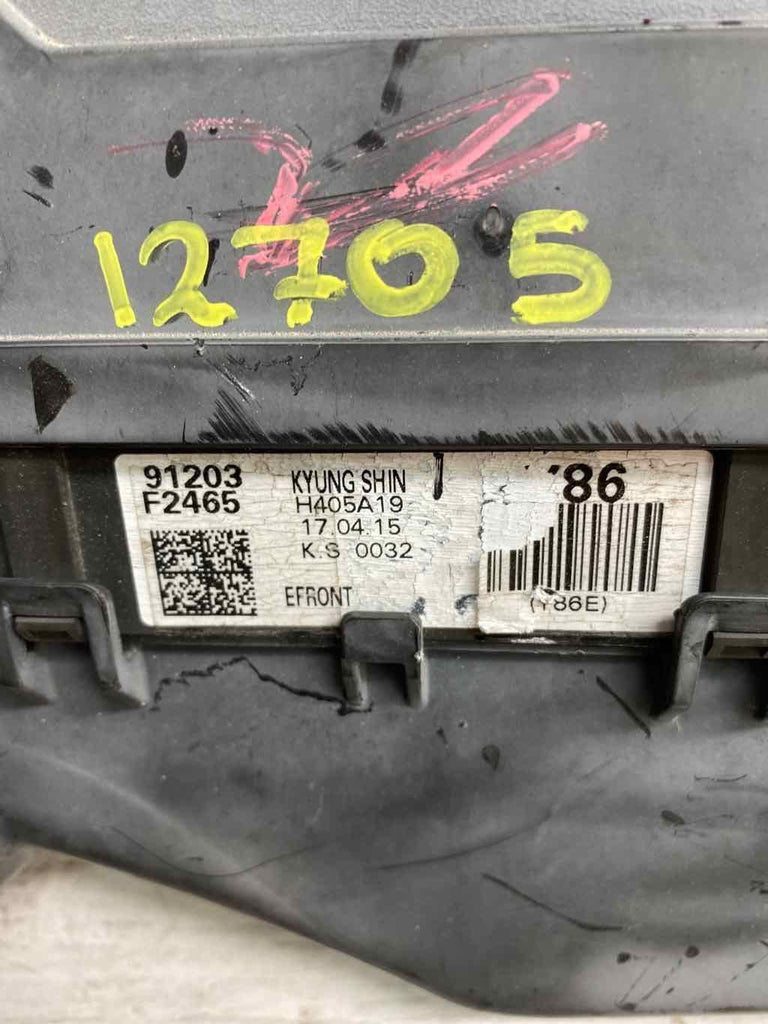 12705
91203
F2465
KYUNG SHIN
H405A19
17.04.15
K.S 0032
EFRONT
86
(Y86E)